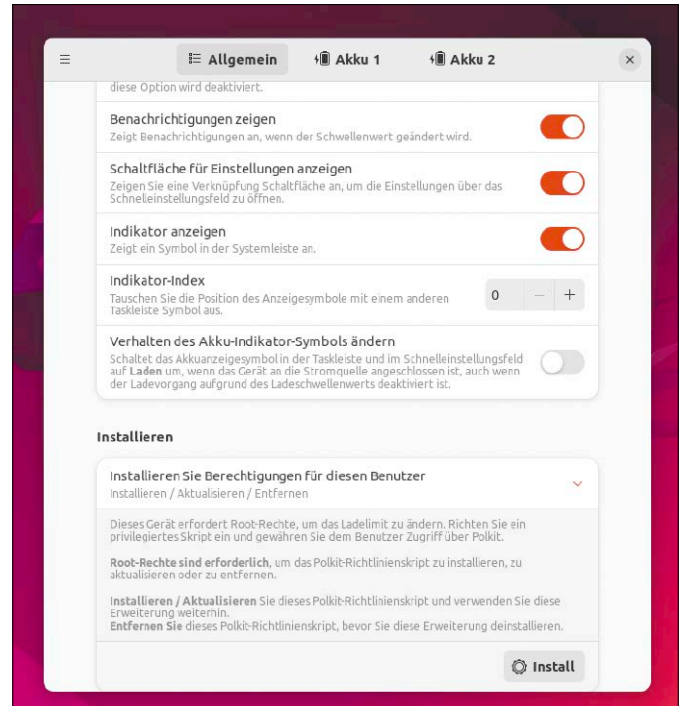 Allgemein
Akku 1
Akku 2
diese Option wird deaktiviert.
Benachrichtigungen zeigen
Zeigt Benachrichtigungen an, wenn der Schwellenwert geändert wird.
Schaltfläche für Einstellungen anzeigen
Zeigen Sie eine Verknüpfung Schaltfläche an, um die Einstellungen über das
Schnelleinstellungsfeld zu öffnen.
Indikator anzeigen
Zeigt ein Symbol in der Systemleiste an.
Indikator-Index
Tauschen Sie die Position des Anzeigesymbole mit einem anderen
Taskleiste Symbol aus.
0
Verhalten des Akku-Indikator-Symbols ändern
Schaltet das Akkuanzeigesymbol in der Taskleiste und im Schnelleinstellungsfeld
auf Laden um, wenn das Gerät an die Stromquelle angeschlossen ist, auch wenn
der Ladevorgang aufgrund des Ladeschwellenwerts deaktiviert ist.
Installieren
Installieren Sie Berechtigungen für diesen Benutzer
Installieren / Aktualisieren / Entfernen
Dieses Gerät erfordert Root-Rechte, um das Ladelimit zu ändern. Richten Sie ein
privilegiertes Skript ein und gewähren Sie dem Benutzer Zugriff über Polkit.
Root-Rechte sind erforderlich, um das Polkit-Richtlinienskript zu installieren, zu
aktualisieren oder zu entfernen.
Installieren / Aktualisieren Sie dieses Polkit-Richtlinienskript und verwenden Sie diese
Erweiterung weiterhin.
Entfernen Sie dieses Polkit-Richtlinienskript, bevor Sie diese Erweiterung deinstallieren.
Install